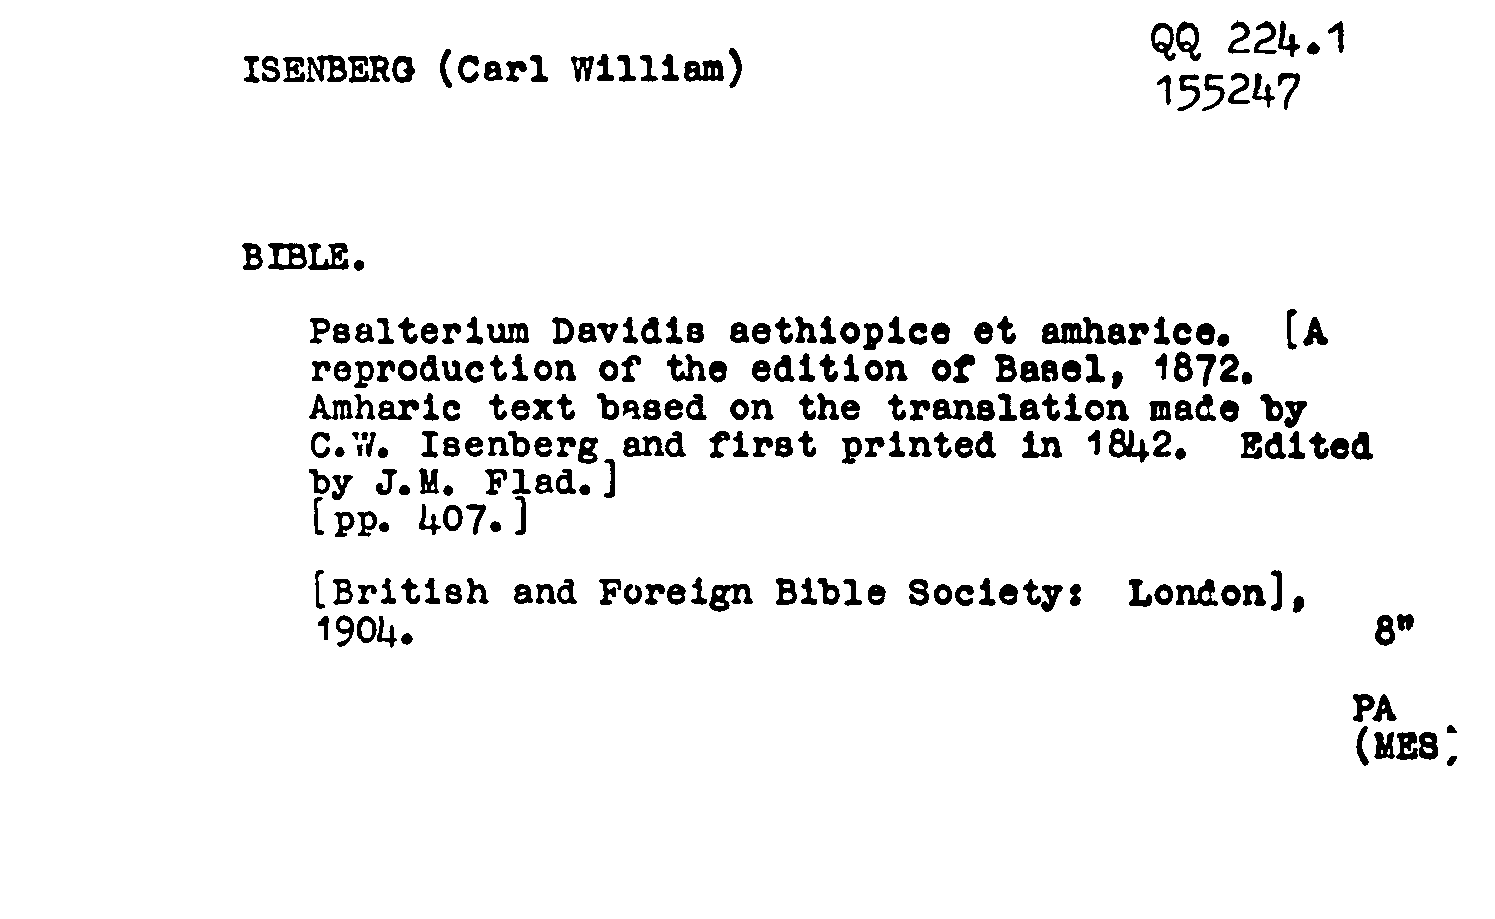 ISENBERG (Carl William)
QQ 224.1
155247
BIBLE.
Psalterium Davidis aethiopice et amharice. [A
reproduction of the edition of Basel, 1872.
Amharic text based on the translation made by
C.W. Isenberg and first printed in 1842. Edited
by J.M. Flad.]
[pp. 407.]
[British and Foreign Bible Society: London],
1904.
8"
PA
(MES)